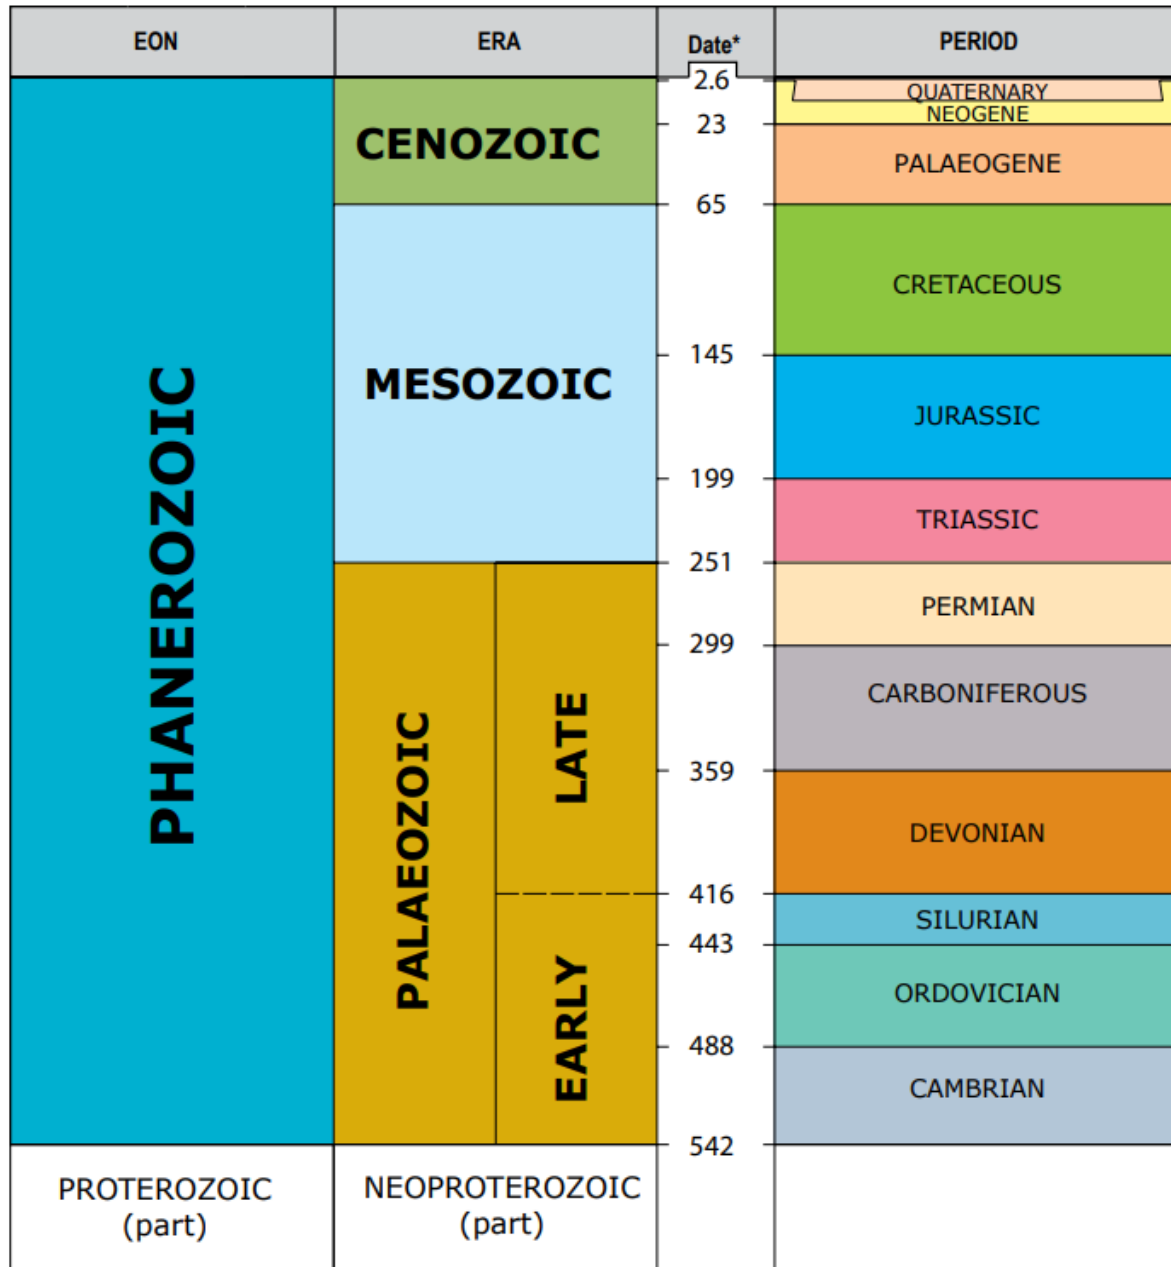 EON
ERA
Date*
PERIOD
PHANEROZOIC
CENOZOIC
MESOZOIC
PALAEOZOIC
LATE
EARLY
2.6
23
65
145
199
251
299
359
416
443
488
542
QUATERNARY
NEOGENE
PALAEOGENE
CRETACEOUS
JURASSIC
TRIASSIC
PERMIAN
CARBONIFEROUS
DEVONIAN
SILURIAN
ORDOVICIAN
CAMBRIAN
PROTEROZOIC
(part)
NEOPROTEROZOIC
(part)